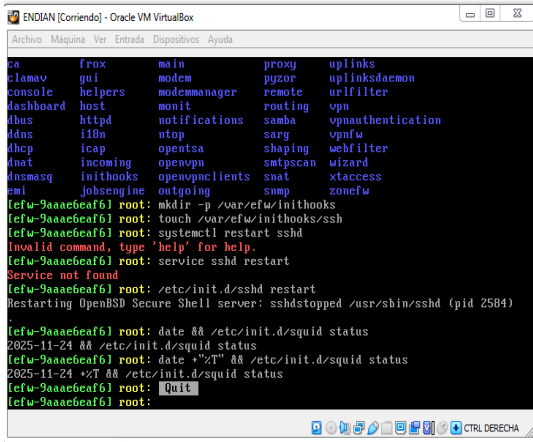 ENDIAN [Corriendo] - Oracle VM VirtualBox
Archivo Máquina Ver Entrada Dispositivos Ayuda
ca frox main proxy uplinks
clamav gui modem pyzor uplinksdaemon
console helpers modemmanager remote urlfilter
dashboard host monit routing vpn
dbus httpd notifications samba vpnauthentication
ddns i18n ntop sarg vpnfw
dhcp icap opentsa shaping webfilter
dnat incoming openvpn smtpscan wizard
dnsmasq inithooks openvpnclients snat xtaccess
emi jobsengine outgoing snmp zonefw
[efw-9aaae6eaf6] root: mkdir -p /var/efw/inithooks
[efw-9aaae6eaf6] root: touch /var/efw/inithooks/ssh
[efw-9aaae6eaf6] root: systemctl restart sshd
Invalid command, type 'help' for help.
[efw-9aaae6eaf6] root: service sshd restart
Service not found
[efw-9aaae6eaf6] root: /etc/init.d/sshd restart
Restarting OpenBSD Secure Shell server: sshdstopped /usr/sbin/sshd (pid 2584)
.
[efw-9aaae6eaf6] root: date && /etc/init.d/squid status
2025-11-24 && /etc/init.d/squid status
[efw-9aaae6eaf6] root: date +"%T" && /etc/init.d/squid status
2025-11-24 +%T && /etc/init.d/squid status
[efw-9aaae6eaf6] root: Quit
[efw-9aaae6eaf6] root:
CTRL DERECHA